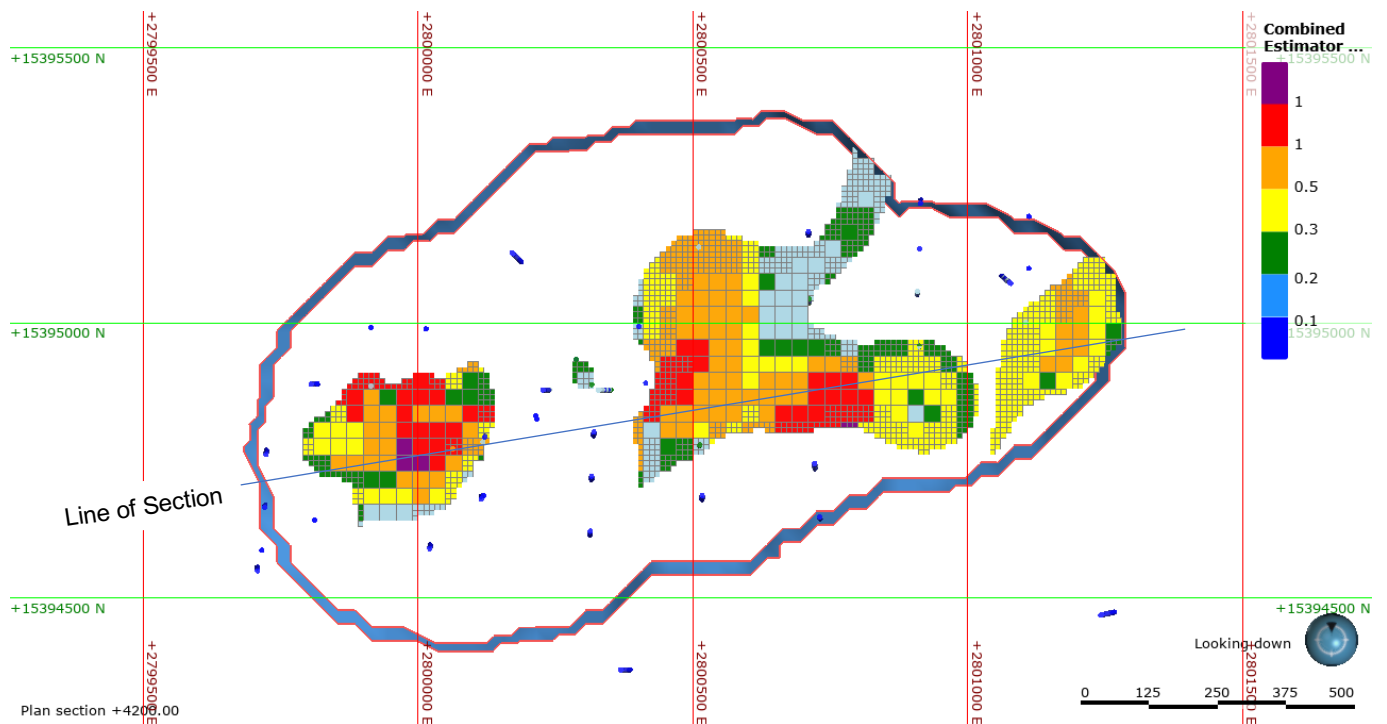 +2799500 E
+2800000 E
+2800500 E
+2801000 E
+2801500 E
Combined
Estimator ...
+15395500 N
+15395500 N
1
1
0.5
0.3
0.2
0.1
+15395000 N
+15395000 N
Line of Section
+15394500 N
+15394500 N
Looking down
+2799500 E
+2800000 E
+2800500 E
+2801000 E
+2801500 E
0 125 250 375 500
Plan section +4200.00